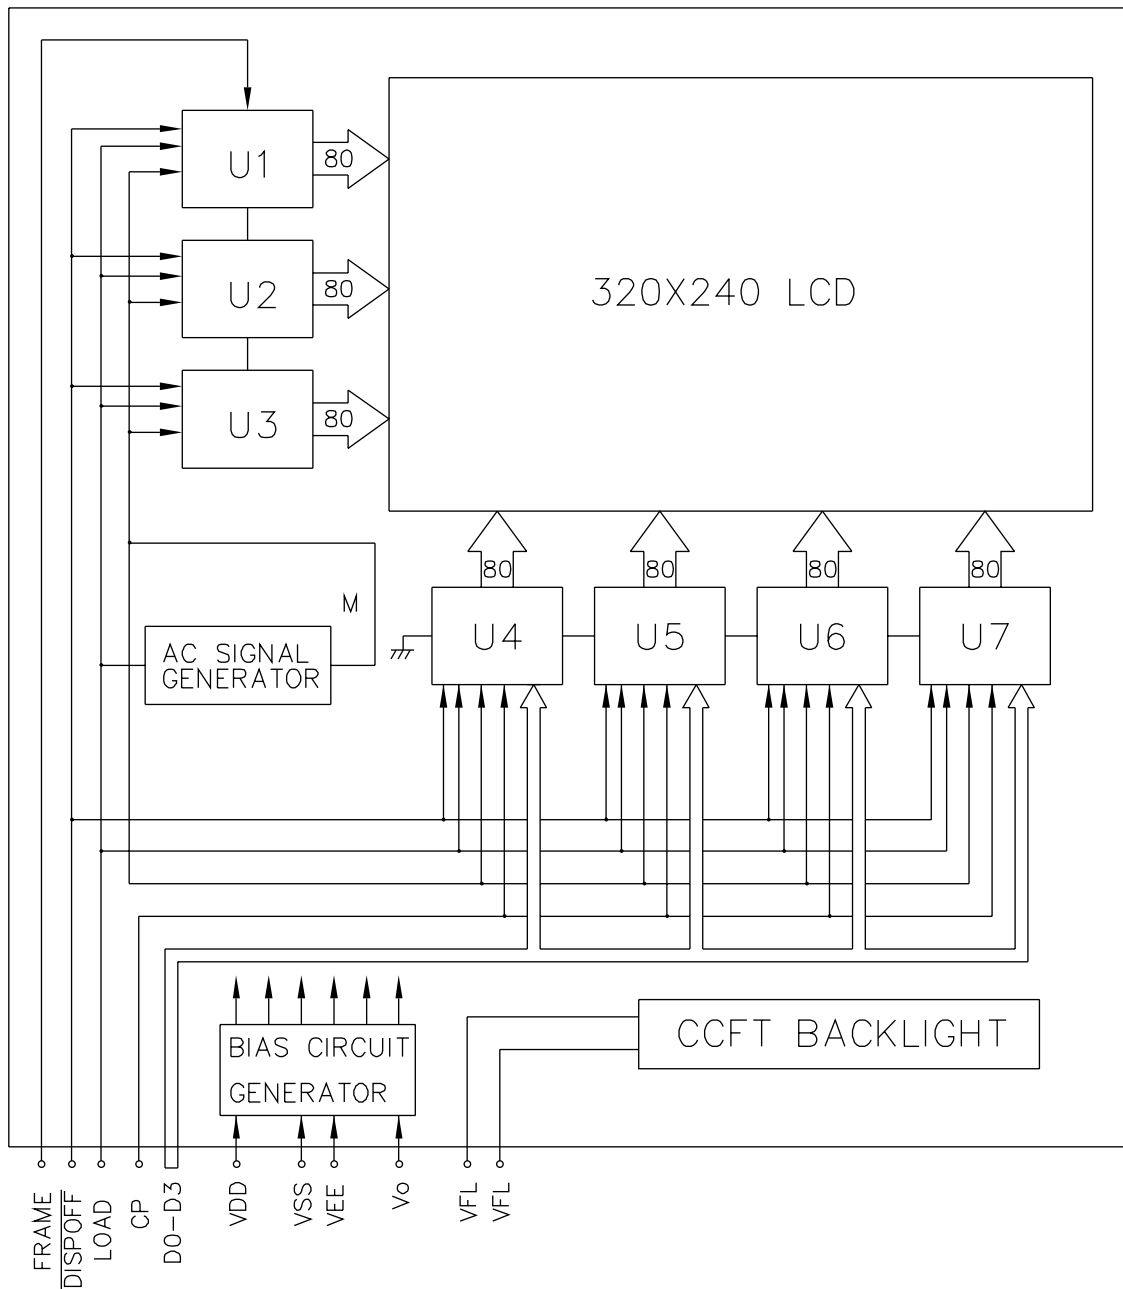 U1
80
U2
80
320X240 LCD
U3
80
80
80
80
80
M
U4
U5
U6
U7
AC SIGNAL
GENERATOR
BIAS CIRCUIT
GENERATOR
CCFT BACKLIGHT
FRAME
DISPOFF
LOAD
CP
D0-D3
VDD
VSS
VEE
Vo
VFL
VFL